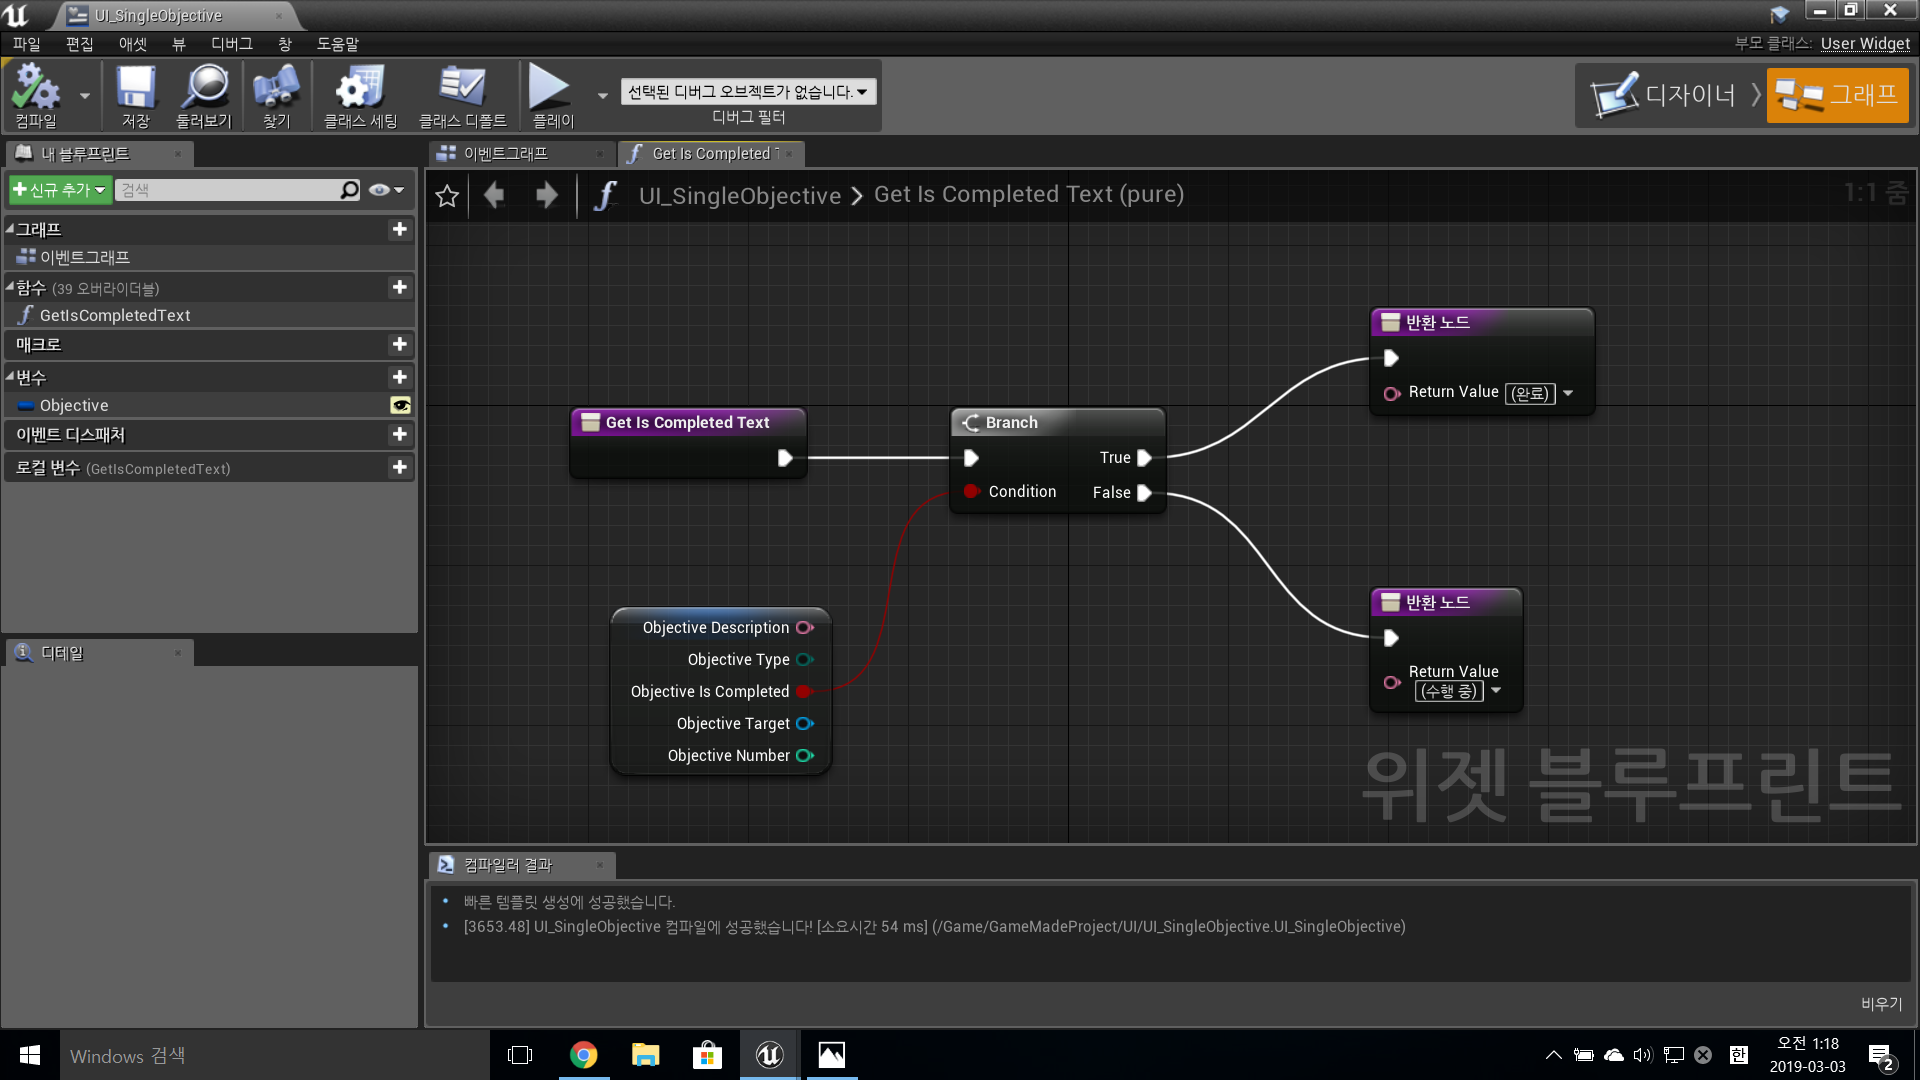 UI_SingleObjective
파일 편집 애셋 뷰 디버그 창 도움말
부모 클래스: User Widget
컴파일 저장 둘러보기 찾기 클래스 세팅 클래스 디폴트 플레이
선택된 디버그 오브젝트가 없습니다.
디버그 필터
디자이너
그래프
내 블루프린트
신규 추가 검색
그래프
이벤트그래프
함수 (39 오버라이더블)
GetIsCompletedText
매크로
변수
Objective
이벤트 디스패처
로컬 변수 (GetIsCompletedText)
디테일
이벤트그래프
Get Is Completed
UI_SingleObjective > Get Is Completed Text (pure)
1:1 줌
Get Is Completed Text
Branch
True
Condition
False
반환 노드
Return Value (완료)
반환 노드
Return Value
(수행 중)
Objective Description
Objective Type
Objective Is Completed
Objective Target
Objective Number
위젯 블루프린트
컴파일러 결과
빠른 템플릿 생성에 성공했습니다.
[3653.48] UI_SingleObjective 컴파일에 성공했습니다! [소요시간 54 ms] (/Game/GameMadeProject/UI/UI_SingleObjective.UI_SingleObjective)
비우기
Windows 검색
한
오전 1:18
2019-03-03
2